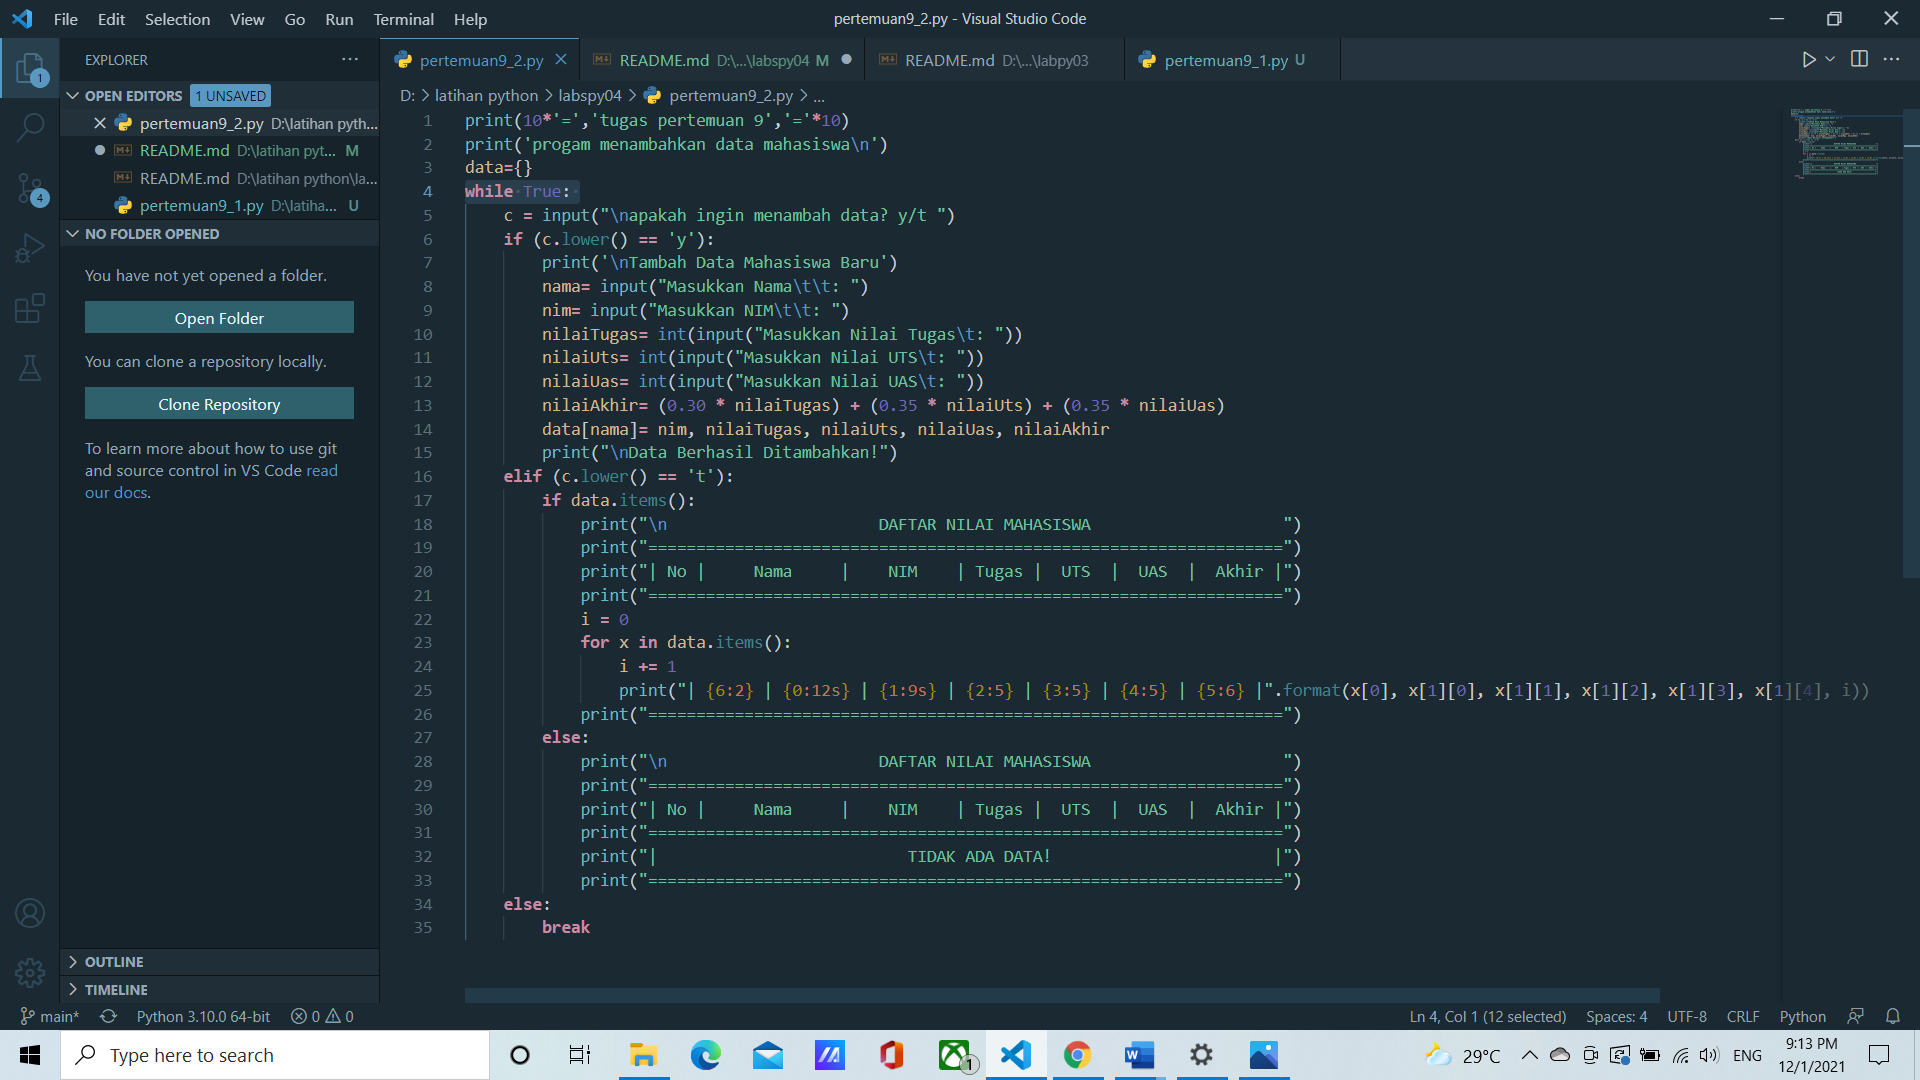 File Edit Selection View Go Run Terminal Help
pertemuan9_2.py - Visual Studio Code
EXPLORER
OPEN EDITORS 1 UNSAVED
pertemuan9_2.py D:\latihan pyth...
README.md D:\latihan pyt... M
README.md D:\latihan python\la...
pertemuan9_1.py D:\latiha... U
NO FOLDER OPENED
You have not yet opened a folder.
Open Folder
You can clone a repository locally.
Clone Repository
To learn more about how to use git
and source control in VS Code read
our docs.
OUTLINE
TIMELINE
1
4
pertemuan9_2.py
README.md D:\...\labspy04 M
README.md D:\...\labpy03
pertemuan9_1.py U
D: > latihan python > labspy04 > pertemuan9_2.py > ...
1 print(10*'=','tugas pertemuan 9','='*10)
2 print('progam menambahkan data mahasiswa\n')
3 data={}
4 while True:
5     c = input("\napakah ingin menambah data? y/t ")
6     if (c.lower() == 'y'):
7         print('\nTambah Data Mahasiswa Baru')
8         nama= input("Masukkan Nama\t\t: ")
9         nim= input("Masukkan NIM\t\t: ")
10         nilaiTugas= int(input("Masukkan Nilai Tugas\t: "))
11         nilaiUts= int(input("Masukkan Nilai UTS\t: "))
12         nilaiUas= int(input("Masukkan Nilai UAS\t: "))
13         nilaiAkhir= (0.30 * nilaiTugas) + (0.35 * nilaiUts) + (0.35 * nilaiUas)
14         data[nama]= nim, nilaiTugas, nilaiUts, nilaiUas, nilaiAkhir
15         print("\nData Berhasil Ditambahkan!")
16     elif (c.lower() == 't'):
17         if data.items():
18             print("\n                      DAFTAR NILAI MAHASISWA                    ")
19             print("==================================================================")
20             print("| No |     Nama     |    NIM    | Tugas |  UTS  |  UAS  |  Akhir |")
21             print("==================================================================")
22             i = 0
23             for x in data.items():
24                 i += 1
25                 print("| {6:2} | {0:12s} | {1:9s} | {2:5} | {3:5} | {4:5} | {5:6} |".format(x[0], x[1][0], x[1][1], x[1][2], x[1][3], x[1][4], i))
26             print("==================================================================")
27         else:
28             print("\n                      DAFTAR NILAI MAHASISWA                    ")
29             print("==================================================================")
30             print("| No |     Nama     |    NIM    | Tugas |  UTS  |  UAS  |  Akhir |")
31             print("==================================================================")
32             print("|                          TIDAK ADA DATA!                       |")
33             print("==================================================================")
34     else:
35         break
main* Python 3.10.0 64-bit 0 0
Ln 4, Col 1 (12 selected) Spaces: 4 UTF-8 CRLF Python
Type here to search
1
29°C ENG
9:13 PM
12/1/2021